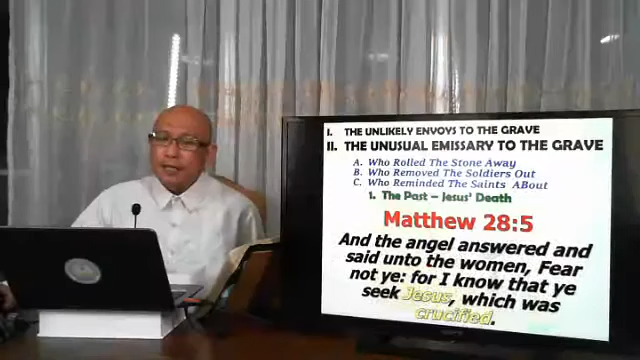 I. THE UNLIKELY ENVOYS TO THE GRAVE
II. THE UNUSUAL EMISSARY TO THE GRAVE
A. Who Rolled The Stone Away
B. Who Removed The Soldiers Out
C. Who Reminded The Saints ABout
1. The Past – Jesus' Death
Matthew 28:5
And the angel answered and
said unto the women, Fear
not ye: for I know that ye
seek Jesus, which was
crucified.